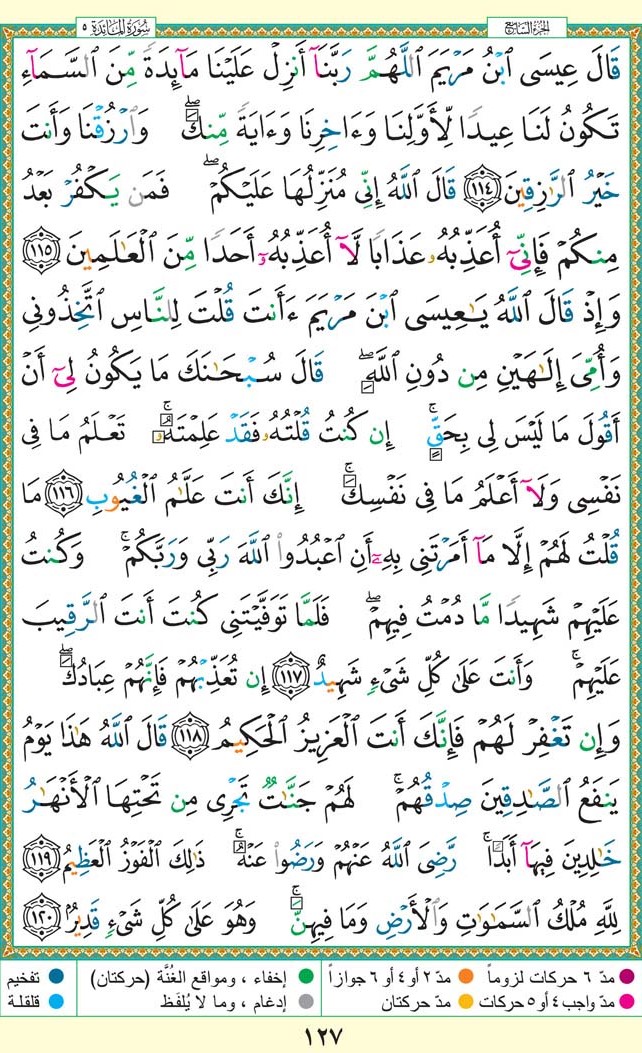 سُورَةُ المَائدَة ٥
الجزء السابع
قَالَ عِيسَى ٱبْنُ مَرْيَمَ ٱللَّهُمَّ رَبَّنَآ أَنزِلْ عَلَيْنَا مَآئِدَةً مِّنَ ٱلسَّمَآءِ
تَكُونُ لَنَا عِيدًا لِّأَوَّلِنَا وَءَاخِرِنَا وَءَايَةً مِّنكَ ۖ وَٱرْزُقْنَا وَأَنتَ
خَيْرُ ٱلرَّٰزِقِينَ ١١٤ قَالَ ٱللَّهُ إِنِّى مُنَزِّلُهَا عَلَيْكُمْ ۖ فَمَن يَكْفُرْ بَعْدُ
مِنكُمْ فَإِنِّىٓ أُعَذِّبُهُۥ عَذَابًا لَّآ أُعَذِّبُهُۥٓ أَحَدًا مِّنَ ٱلْعَٰلَمِينَ ١١٥
وَإِذْ قَالَ ٱللَّهُ يَٰعِيسَى ٱبْنَ مَرْيَمَ ءَأَنتَ قُلْتَ لِلنَّاسِ ٱتَّخِذُونِى
وَأُمِّىَ إِلَٰهَيْنِ مِن دُونِ ٱللَّهِ ۖ قَالَ سُبْحَٰنَكَ مَا يَكُونُ لِىٓ أَنْ
أَقُولَ مَا لَيْسَ لِى بِحَقٍّ ۚ إِن كُنتُ قُلْتُهُۥ فَقَدْ عَلِمْتَهُۥ ۚ تَعْلَمُ مَا فِى
نَفْسِى وَلَآ أَعْلَمُ مَا فِى نَفْسِكَ ۚ إِنَّكَ أَنتَ عَلَّٰمُ ٱلْغُيُوبِ ١١٦ مَا
قُلْتُ لَهُمْ إِلَّا مَآ أَمَرْتَنِى بِهِۦٓ أَنِ ٱعْبُدُوا۟ ٱللَّهَ رَبِّى وَرَبَّكُمْ ۚ وَكُنتُ
عَلَيْهِمْ شَهِيدًا مَّا دُمْتُ فِيهِمْ ۖ فَلَمَّا تَوَفَّيْتَنِى كُنتَ أَنتَ ٱلرَّقِيبَ
عَلَيْهِمْ ۚ وَأَنتَ عَلَىٰ كُلِّ شَىْءٍ شَهِيدٌ ١١٧ إِن تُعَذِّبْهُمْ فَإِنَّهُمْ عِبَادُكَ ۖ
وَإِن تَغْفِرْ لَهُمْ فَإِنَّكَ أَنتَ ٱلْعَزِيزُ ٱلْحَكِيمُ ١١٨ قَالَ ٱللَّهُ هَٰذَا يَوْمُ
يَنفَعُ ٱلصَّٰدِقِينَ صِدْقُهُمْ ۚ لَهُمْ جَنَّٰتٌ تَجْرِى مِن تَحْتِهَا ٱلْأَنْهَٰرُ
خَٰلِدِينَ فِيهَآ أَبَدًا ۚ رَّضِىَ ٱللَّهُ عَنْهُمْ وَرَضُوا۟ عَنْهُ ۚ ذَٰلِكَ ٱلْفَوْزُ ٱلْعَظِيمُ ١١٩
لِلَّهِ مُلْكُ ٱلسَّمَٰوَٰتِ وَٱلْأَرْضِ وَمَا فِيهِنَّ ۚ وَهُوَ عَلَىٰ كُلِّ شَىْءٍ قَدِيرٌۢ ١٢٠
مدّ ٦ حركات لزوماً مدّ ٢ أو ٤ أو ٦ جوازاً إخفاء ، ومواقع الغُنَّة (حركتان) تفخيم
مدّ واجب ٤ أو ٥ حركات مدّ حركتان إدغام ، وما لا يُلفَظ قلقلة
١٢٧